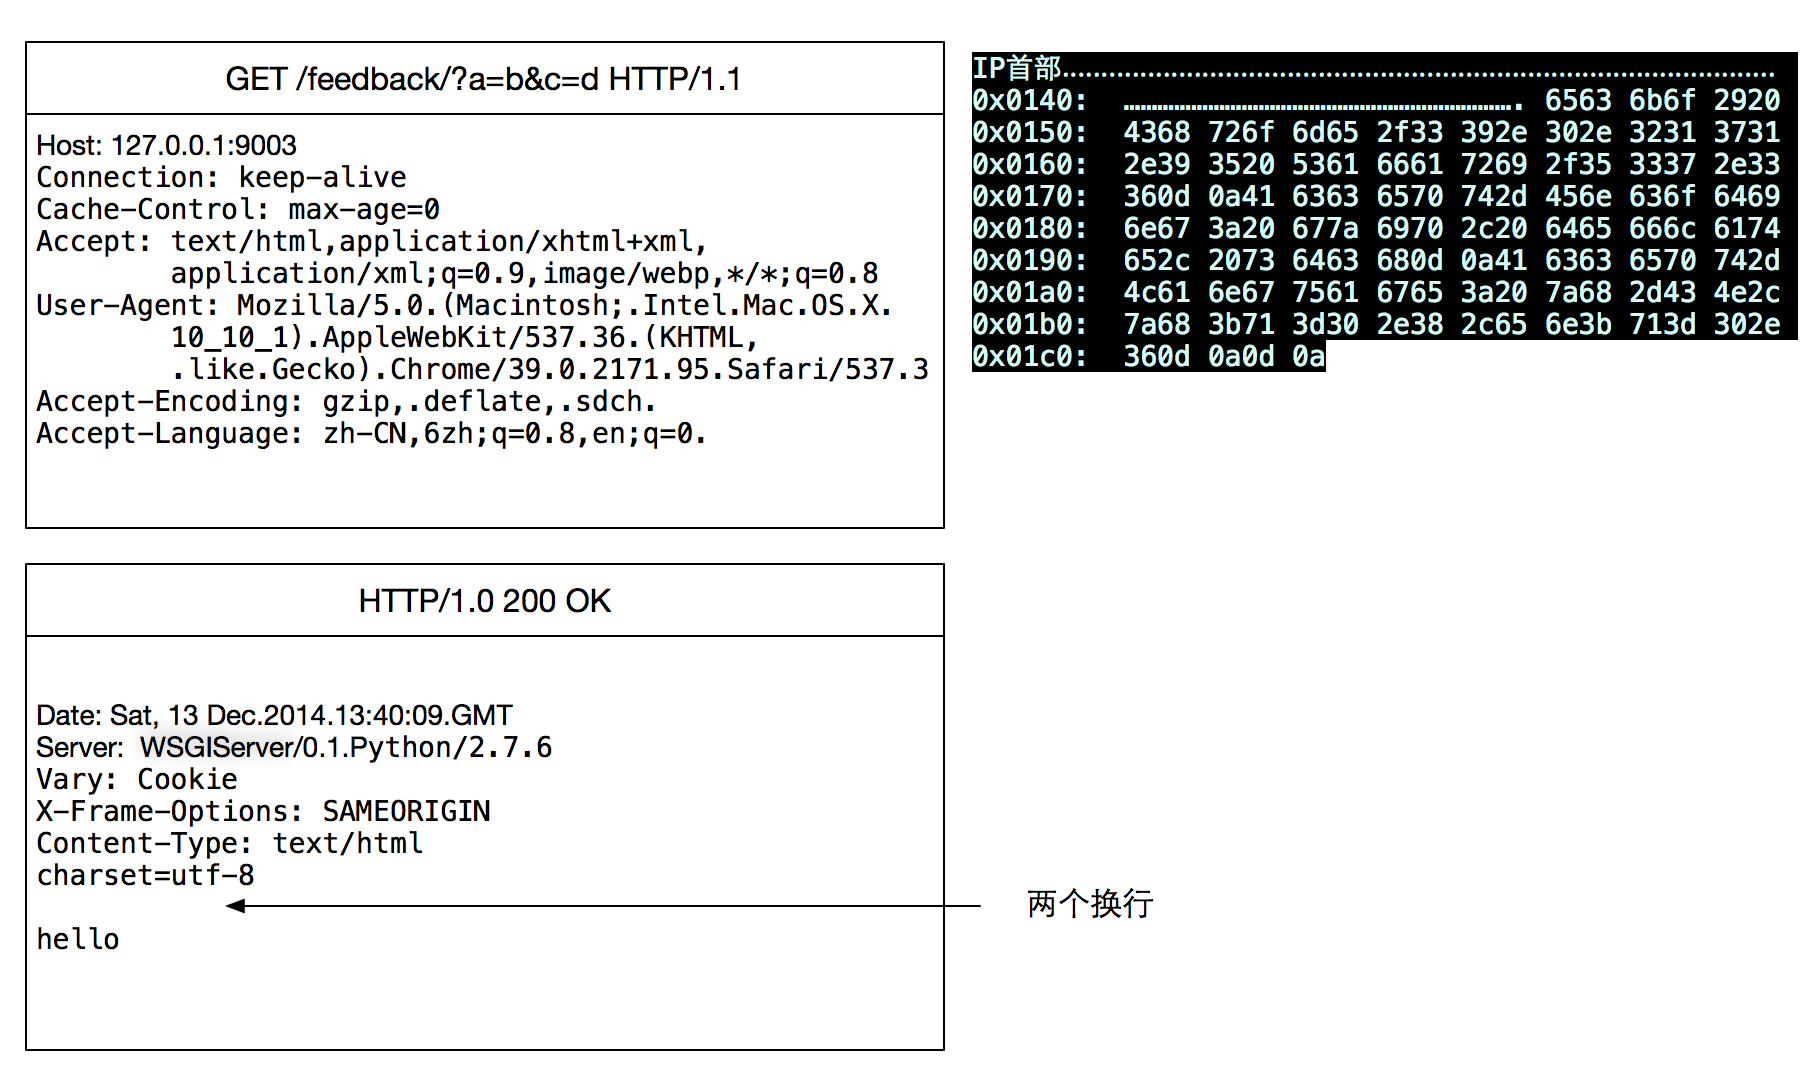 GET /feedback/?a=b&c=d HTTP/1.1
Host: 127.0.0.1:9003
Connection: keep-alive
Cache-Control: max-age=0
Accept: text/html,application/xhtml+xml,
application/xml;q=0.9,image/webp,*/*;q=0.8
User-Agent: Mozilla/5.0.(Macintosh;.Intel.Mac.OS.X.
10_10_1).AppleWebKit/537.36.(KHTML,
.like.Gecko).Chrome/39.0.2171.95.Safari/537.3
Accept-Encoding: gzip,.deflate,.sdch.
Accept-Language: zh-CN,6zh;q=0.8,en;q=0.
IP首部....................................................................................
0x0140: ……………………………………………………………. 6563 6b6f 2920
0x0150: 4368 726f 6d65 2f33 392e 302e 3231 3731
0x0160: 2e39 3520 5361 6661 7269 2f35 3337 2e33
0x0170: 360d 0a41 6363 6570 742d 456e 636f 6469
0x0180: 6e67 3a20 677a 6970 2c20 6465 666c 6174
0x0190: 652c 2073 6463 680d 0a41 6363 6570 742d
0x01a0: 4c61 6e67 7561 6765 3a20 7a68 2d43 4e2c
0x01b0: 7a68 3b71 3d30 2e38 2c65 6e3b 713d 302e
0x01c0: 360d 0a0d 0a
HTTP/1.0 200 OK
Date: Sat, 13 Dec.2014.13:40:09.GMT
Server: WSGIServer/0.1.Python/2.7.6
Vary: Cookie
X-Frame-Options: SAMEORIGIN
Content-Type: text/html
charset=utf-8
两个换行
hello